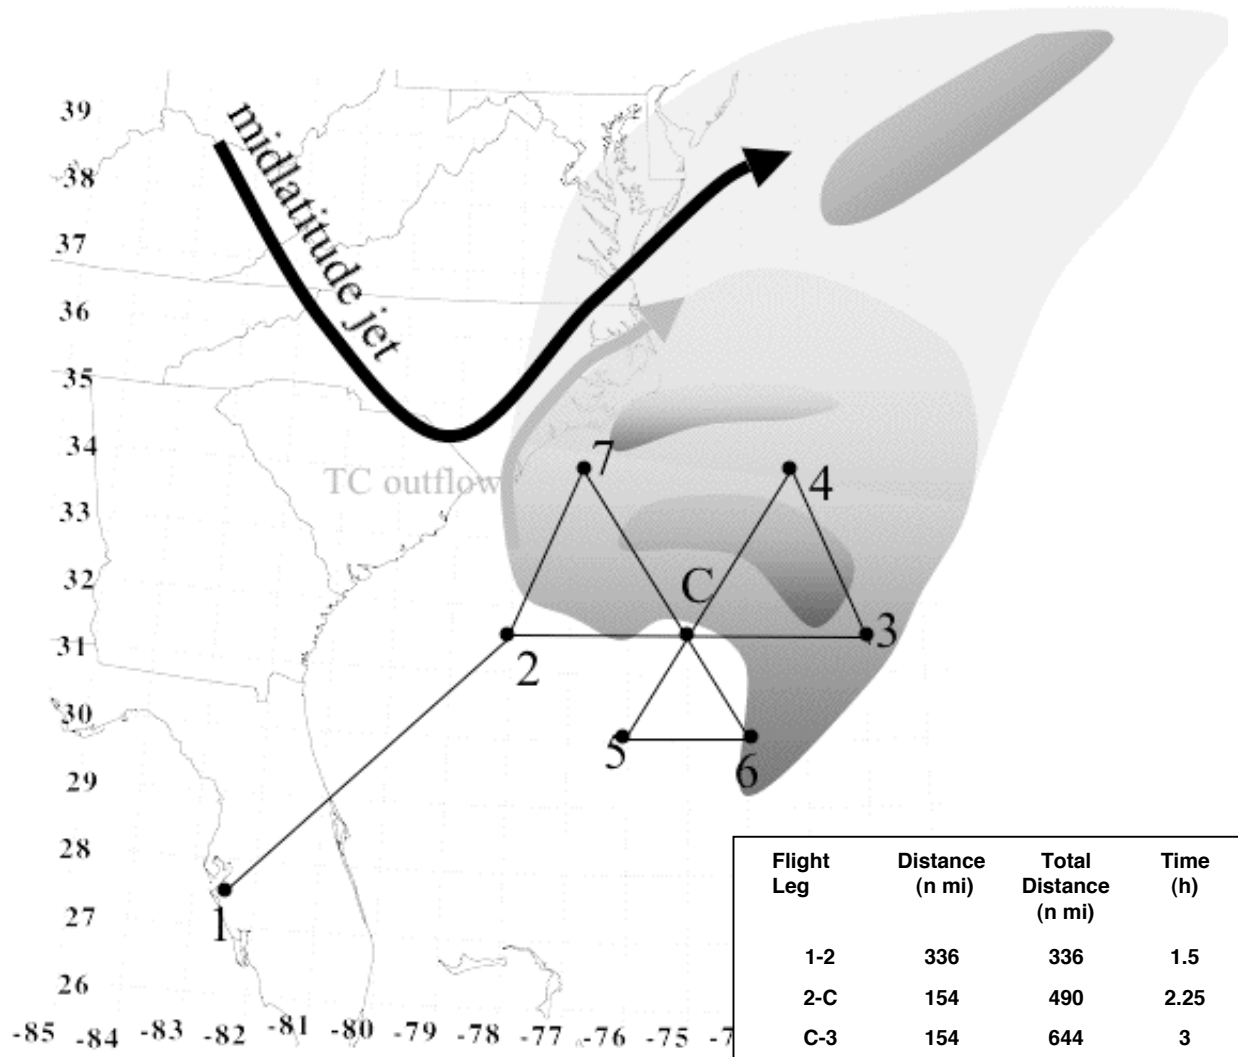 39
38
37
36
35
34
33
32
31
30
29
28
27
26
-85 -84 -83 -82 -81 -80 -79 -78 -77 -76 -75 -7
midlatitude jet
TC outflow
7
4
C
2
3
5
6
1
Flight Leg Distance (n mi) Total Distance (n mi) Time (h)
1-2 336 336 1.5
2-C 154 490 2.25
C-3 154 644 3